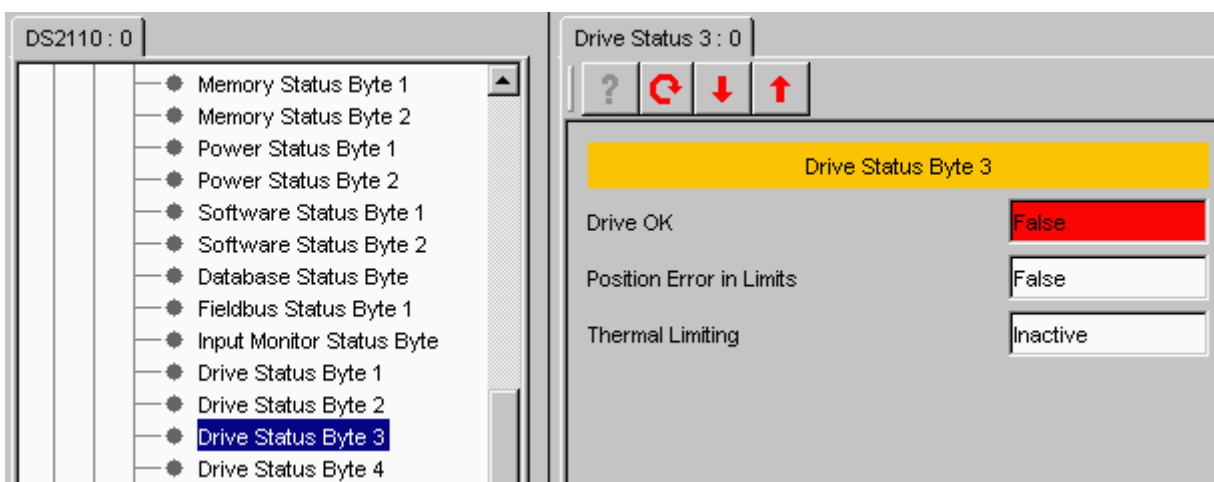 DS2110 : 0
Memory Status Byte 1
Memory Status Byte 2
Power Status Byte 1
Power Status Byte 2
Software Status Byte 1
Software Status Byte 2
Database Status Byte
Fieldbus Status Byte 1
Input Monitor Status Byte
Drive Status Byte 1
Drive Status Byte 2
Drive Status Byte 3
Drive Status Byte 4
Drive Status 3 : 0
?
Drive Status Byte 3
Drive OK False
Position Error in Limits False
Thermal Limiting Inactive